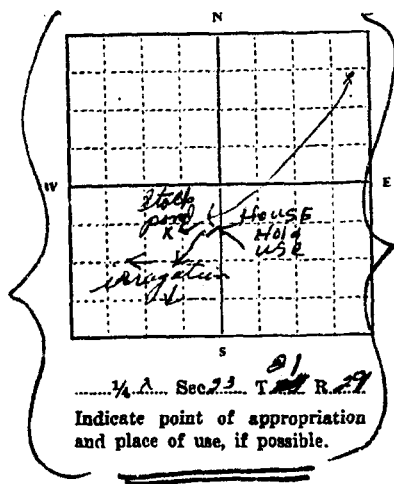 N
W
E
Stock
pond
X
HOUSE
HOLD
USE
irrigation
S
1/4 Sec 23 T 21 R 29
Indicate point of appropriation
and place of use, if possible.